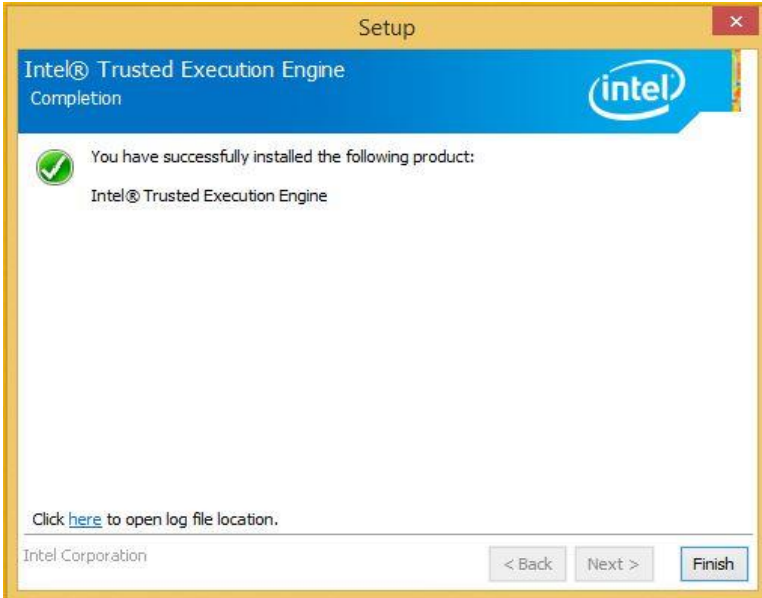 Setup
Intel® Trusted Execution Engine
Completion
intel
You have successfully installed the following product:
Intel® Trusted Execution Engine
Click here to open log file location.
Intel Corporation
< Back
Next >
Finish